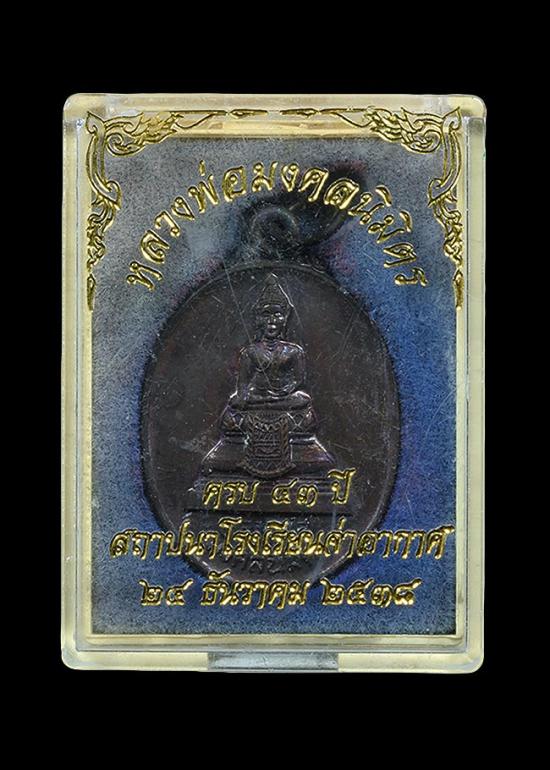 หลวงพ่อมงคลนิมิตร
ครบ ๔๓ ปี
สถาปนาโรงเรียนจ่าอากาศ
๒๔ ธันวาคม ๒๕๓๘